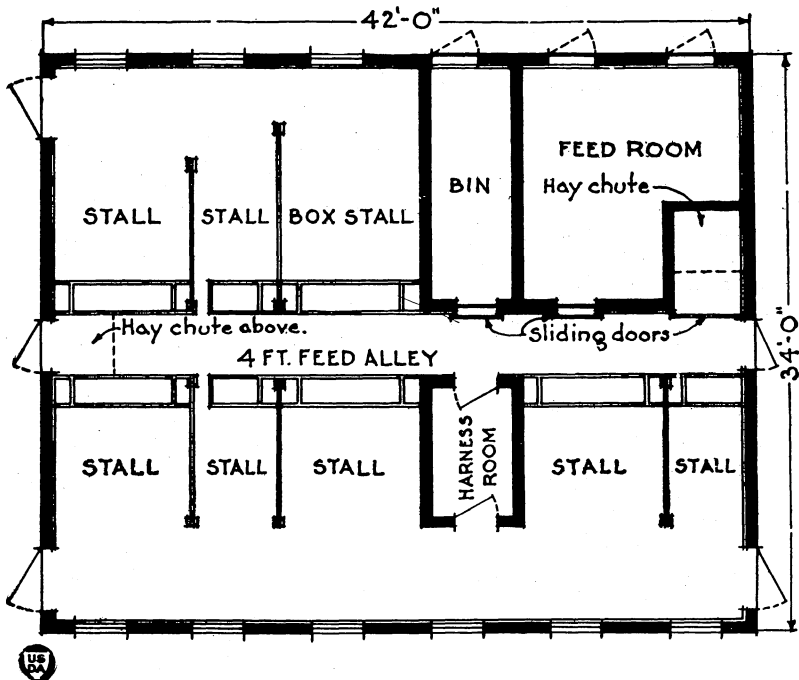 42'-0"
FEED ROOM
Hay chute
BIN
STALL
STALL
BOX STALL
Hay chute above.
Sliding doors
34'-0"
4 FT. FEED ALLEY
HARNESS
ROOM
STALL
STALL
STALL
STALL
STALL
US
DA